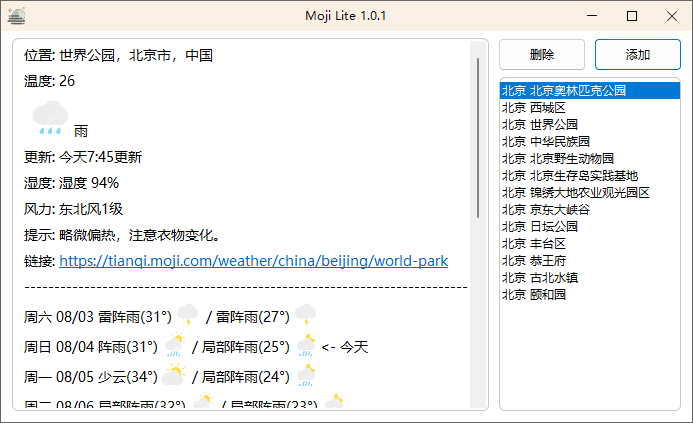 Moji Lite 1.0.1
位置: 世界公园，北京市，中国
温度: 26
雨
更新: 今天7:45更新
湿度: 湿度 94%
风力: 东北风1级
提示: 略微偏热，注意衣物变化。
链接: https://tianqi.moji.com/weather/china/beijing/world-park
周六 08/03 雷阵雨(31°) / 雷阵雨(27°)
周日 08/04 阵雨(31°) / 局部阵雨(25°) <- 今天
周一 08/05 少云(34°) / 局部阵雨(24°)
周二 08/06 局部阵雨(32°) / 局部阵雨(23°)
删除
添加
北京 北京奥林匹克公园
北京 西城区
北京 世界公园
北京 中华民族园
北京 北京野生动物园
北京 北京生存岛实践基地
北京 锦绣大地农业观光园区
北京 京东大峡谷
北京 日坛公园
北京 丰台区
北京 恭王府
北京 古北水镇
北京 颐和园